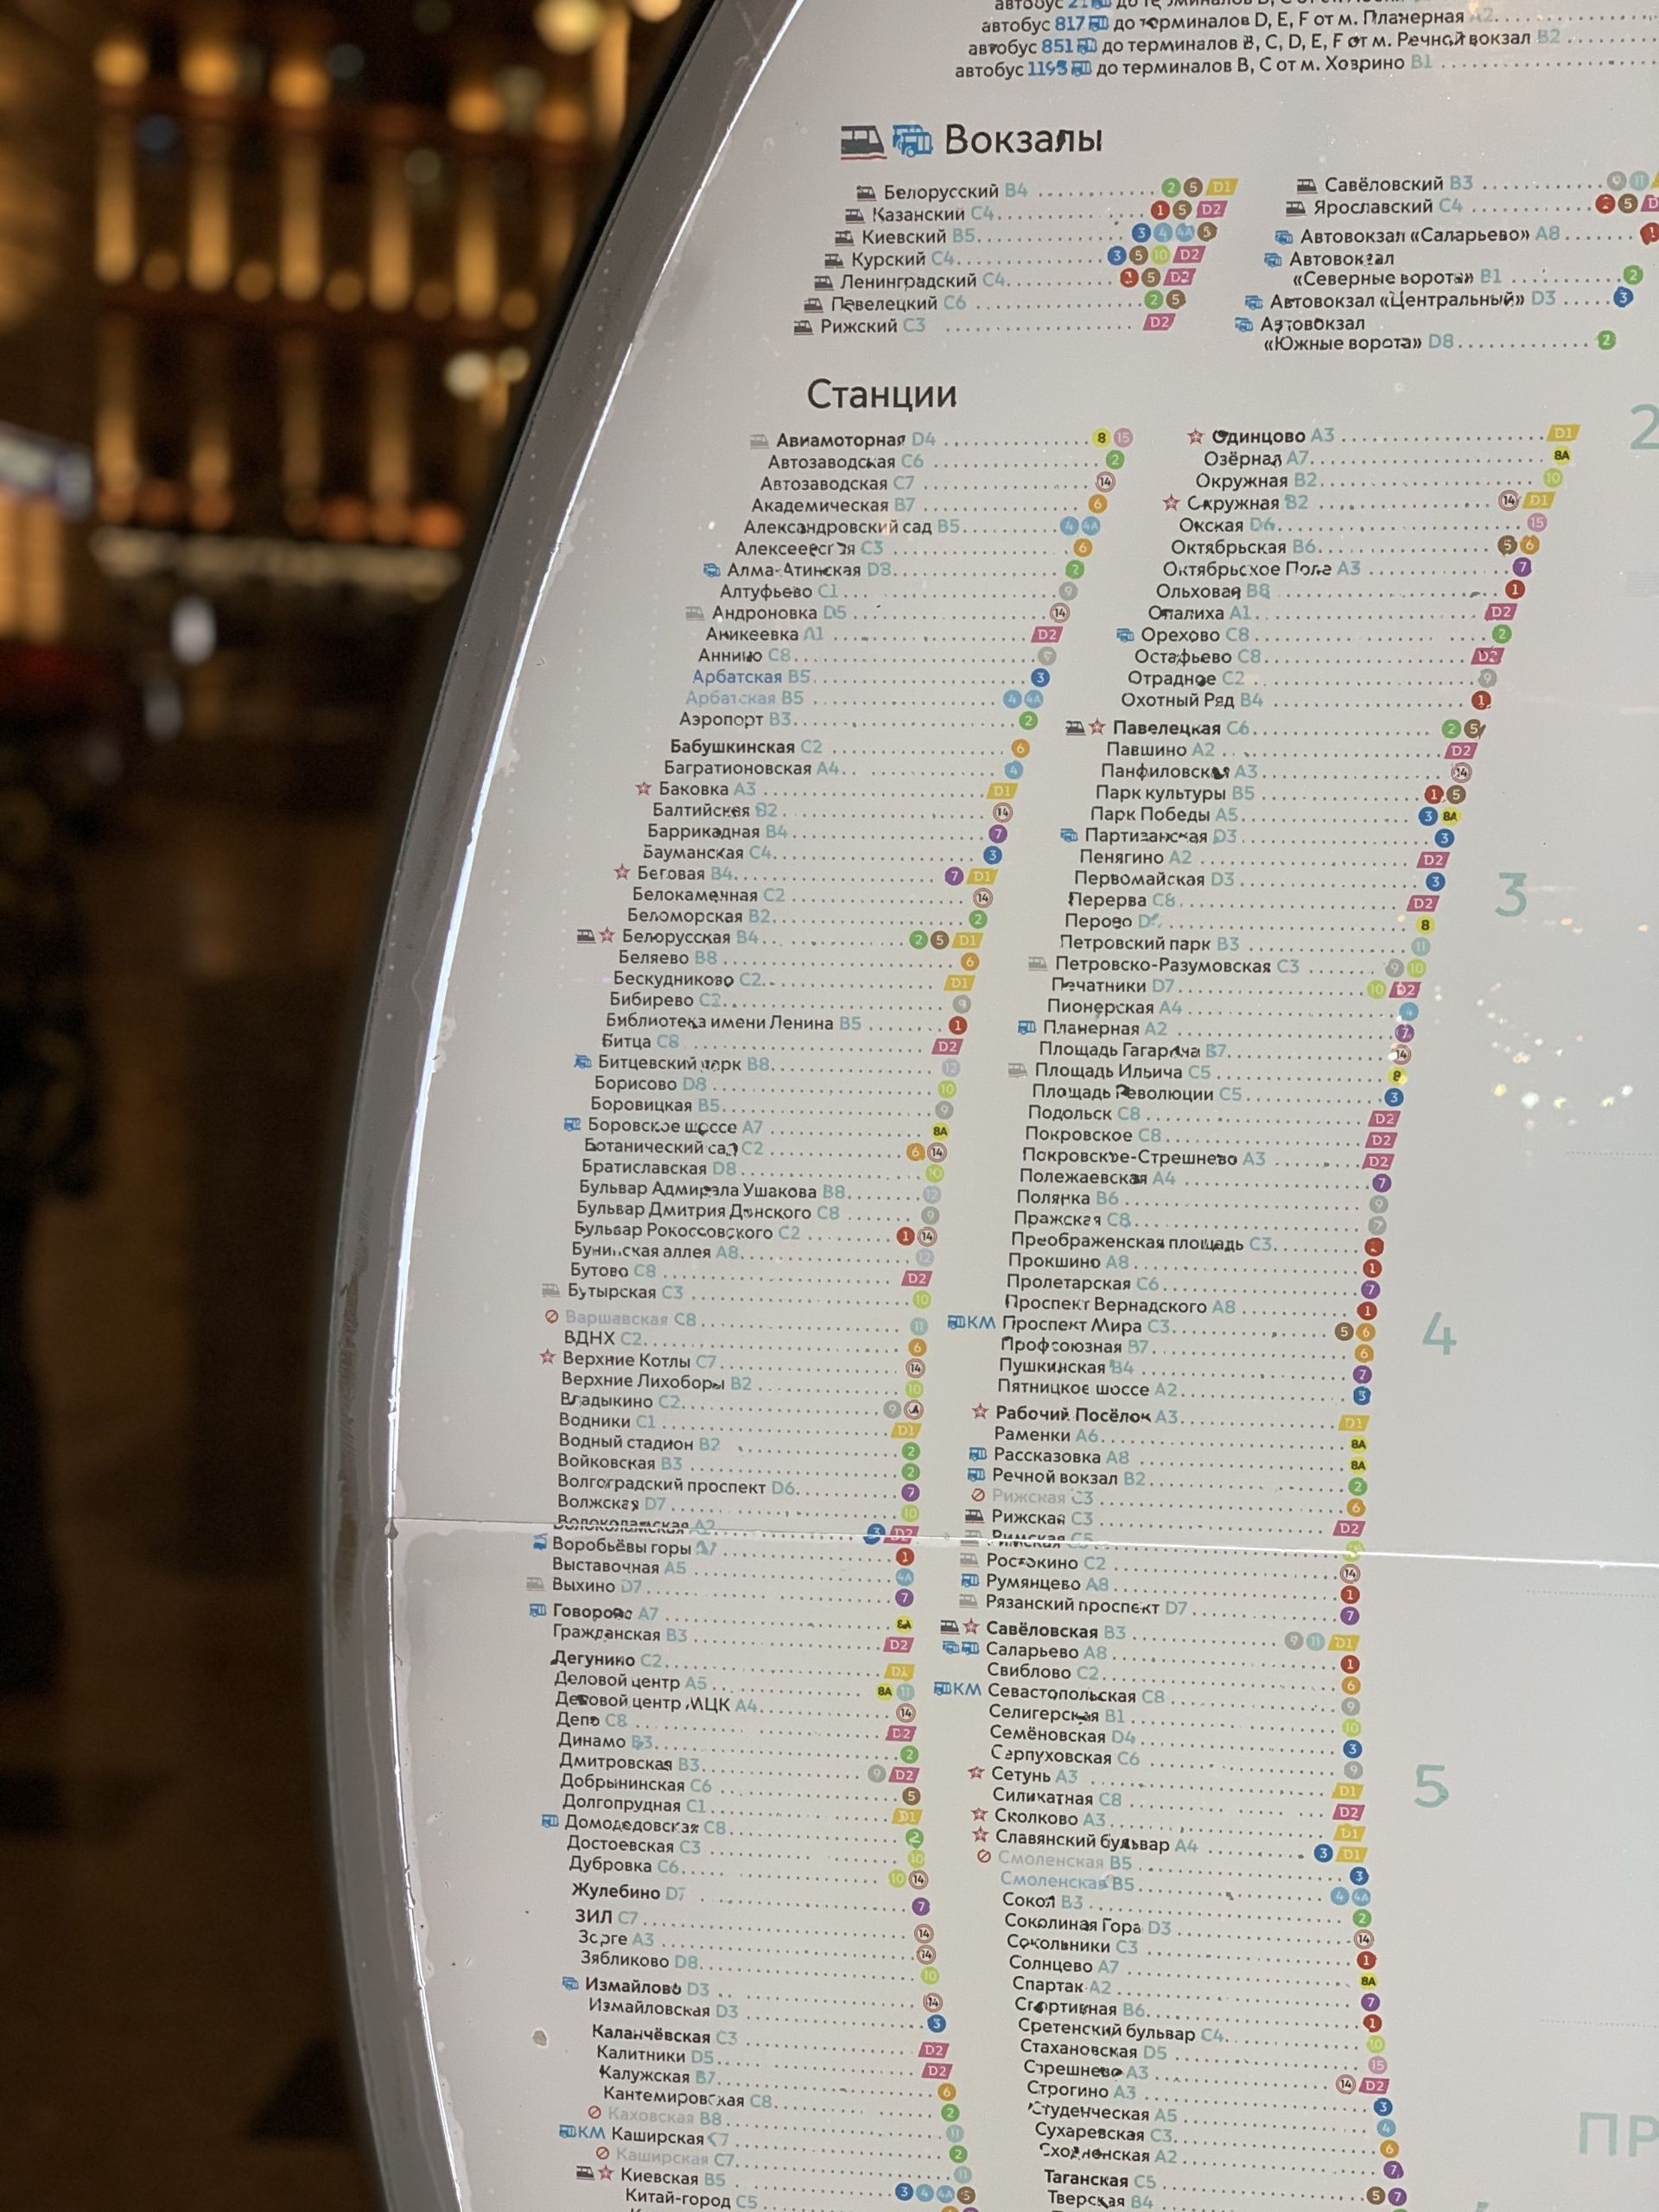 автобус 817 до терминалов D, E, F от м. Планерная A2
автобус 851 до терминалов B, C, D, E, F от м. Речной вокзал B2
автобус 1195 до терминалов B, C от м. Ховрино B1
Вокзалы
Белорусский B4 2 5 D1
Казанский C4 1 5 D2
Киевский B5 3 4 4A 5
Курский C4 3 5 10 D2
Ленинградский C4 1 5 D2
Павелецкий C6 2 5
Рижский C3 D2
Савёловский B3 9 11
Ярославский C4 5
Автовокзал «Саларьево» A8 1
Автовокзал
«Северные ворота» B1 2
Автовокзал «Центральный» D3 3
Автовокзал
«Южные ворота» D8 2
Станции
Авиамоторная D4 8 15
Автозаводская C6 2
Автозаводская C7 14
Академическая B7 6
Александровский сад B5 4 4A
Алексеевская C3 6
Алма-Атинская D8 2
Алтуфьево C1 9
Андроновка D5 14
Аникеевка A1 D2
Аннино C8
Арбатская B5 3
Арбатская B5 4 4A
Аэропорт B3 2
Бабушкинская C2 6
Багратионовская A4 4
Баковка A3 D1
Балтийская B2 14
Баррикадная B4 7
Бауманская C4 3
Беговая B4 7 D1
Белокаменная C2 14
Беломорская B2 2
Белорусская B4 2 5 D1
Беляево B8 6
Бескудниково C2 D1
Бибирево C2 9
Библиотека имени Ленина B5 1
Битца C8 D2
Битцевский парк B8 12
Борисово D8 10
Боровицкая B5 9
Боровское шоссе A7 8A
Ботанический сад C2 6 14
Братиславская D8 10
Бульвар Адмирала Ушакова B8 12
Бульвар Дмитрия Донского C8 9
Бульвар Рокоссовского C2 1 14
Бунинская аллея A8 12
Бутово C8 D2
Бутырская C3 10
Варшавская C8 11
ВДНХ C2 6
Верхние Котлы C7 14
Верхние Лихоборы B2 10
Владыкино C2 9
Водники C1 D1
Водный стадион B2 2
Войковская B3 2
Волгоградский проспект D6 7
Волжская D7 10
Волоколамская A2 3 D2
Воробьёвы горы A7 1
Выставочная A5 4A
Выхино D7 7
Говорово A7 8A
Гражданская B3 D2
Дегунино C2 D1
Деловой центр A5 8A 11
Деловой центр МЦК A4 14
Депо C8 D2
Динамо B3 2
Дмитровская B3 9 D2
Добрынинская C6 5
Долгопрудная C1 D1
Домодедовская C8 2
Достоевская C3 10
Дубровка C6 10 14
Жулебино D7 7
ЗИЛ C7 14
Зорге A3 14
Зябликово D8 10
Измайлово D3 14
Измайловская D3 3
Каланчёвская C3 D2
Калитники D5 D2
Калужская B7 6
Кантемировская C8 2
Каховская B8 11
КМ Каширская C7 2
Каширская C7 11
Киевская B5 3 4 4A 5
Китай-город C5
Одинцово A3 D1
Озёрная A7 8A
Окружная B2 10
Окружная B2 14 D1
Окская D6 15
Октябрьская B6 5 6
Октябрьское Поле A3 7
Ольховая B8 1
Опалиха A1 D2
Орехово C8 2
Остафьево C8 D2
Отрадное C2 9
Охотный Ряд B4 1
Павелецкая C6 2 5
Павшино A2 D2
Панфиловская A3 14
Парк культуры B5 1 5
Парк Победы A5 3 8A
Партизанская D3 3
Пенягино A2 D2
Первомайская D3 3
Перерва C8 D2
Перово 8
Петровский парк B3 11
Петровско-Разумовская C3 9 10
Печатники D7 10 D2
Пионерская A4 4
Планерная A2 7
Площадь Гагарина B7 14
Площадь Ильича C5 8
Площадь Революции C5 3
Подольск C8 D2
Покровское C8 D2
Покровское-Стрешнево A3 D2
Полежаевская A4 7
Полянка B6 9
Пражская C8
Преображенская площадь C3
Прокшино A8 1
Пролетарская C6 7
Проспект Вернадского A8 1
КМ Проспект Мира C3 5 6
Профсоюзная B7 6
Пушкинская B4 7
Пятницкое шоссе A2 3
Рабочий Посёлок A3 D1
Раменки A6 8A
Рассказовка A8 8A
Речной вокзал B2 2
Рижская C3 6
Рижская C3 D2
Римская C5
Ростокино C2 14
Румянцево A8 1
Рязанский проспект D7 7
Савёловская B3 9 11 D1
Саларьево A8 1
Свиблово C2 6
КМ Севастопольская C8 9
Селигерская B1 10
Семёновская D4 3
Серпуховская C6 9
Сетунь A3 D1
Силикатная C8 D2
Сколково A3 D1
Славянский бульвар A4 3 D1
Смоленская B5 3
Смоленская B5 4 4A
Сокол B3 2
Соколиная Гора D3 14
Сокольники C3 1
Солнцево A7 8A
Спартак A2 7
Спортивная B6 1
Сретенский бульвар C4 10
Стахановская D5 15
Стрешнево A3 14 D2
Строгино A3 3
Студенческая A5 4
Сухаревская C3 6
Сходненская A2 7
Таганская C5 5 7
Тверская B4
2
3
4
5
ПР